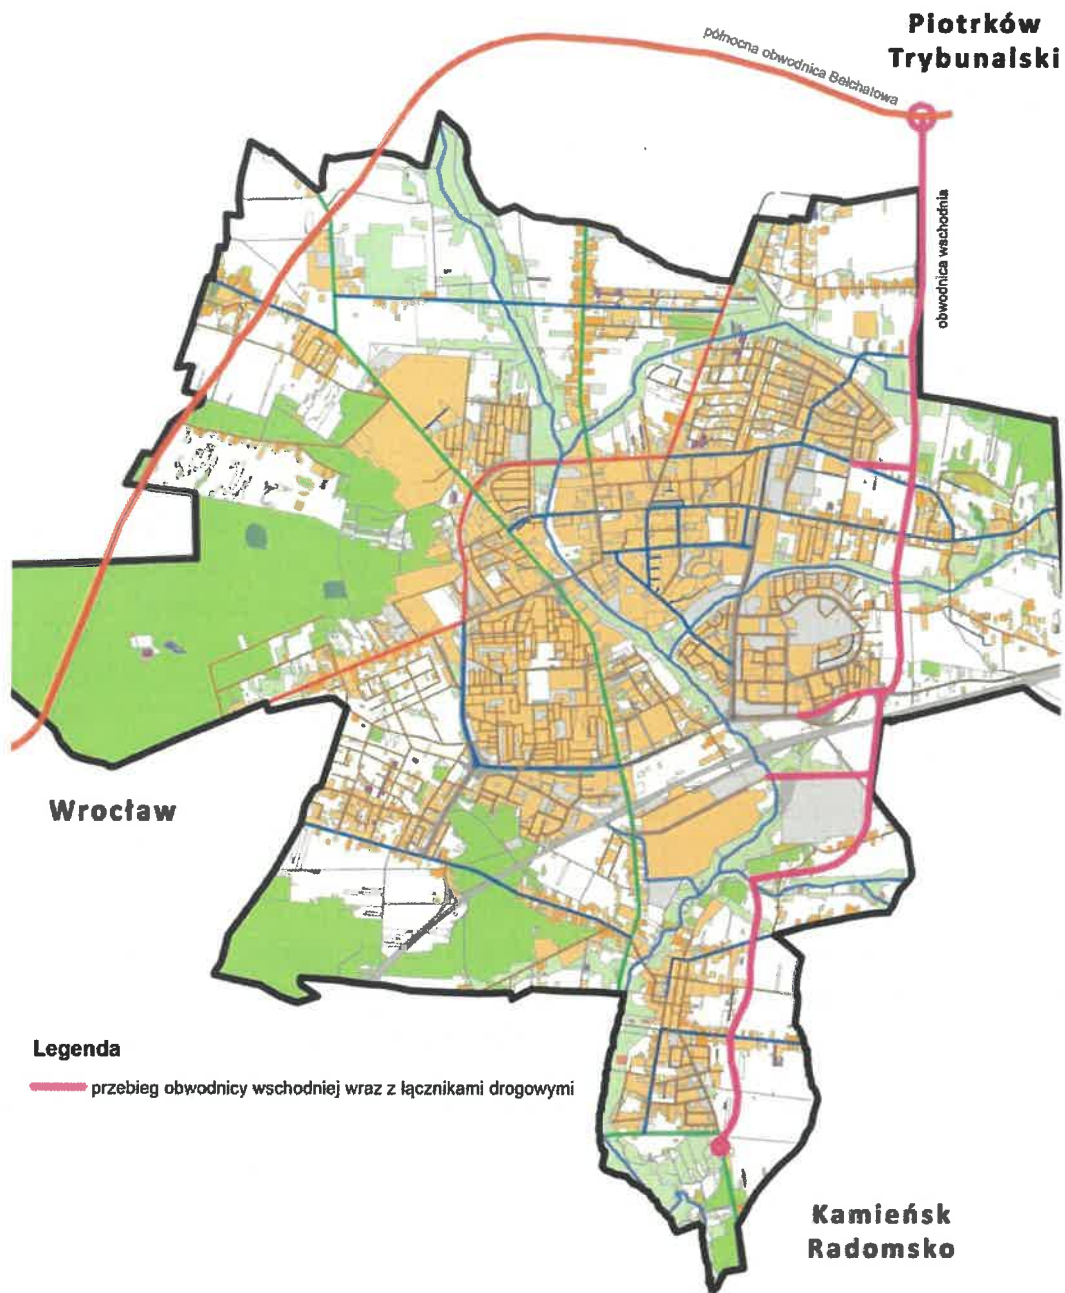 Piotrków
Trybunalski
północna obwodnica Bełchatowa
obwodnica wschodnia
Wrocław
Legenda
przebieg obwodnicy wschodniej wraz z łącznikami drogowymi
Kamieńsk
Radomsko